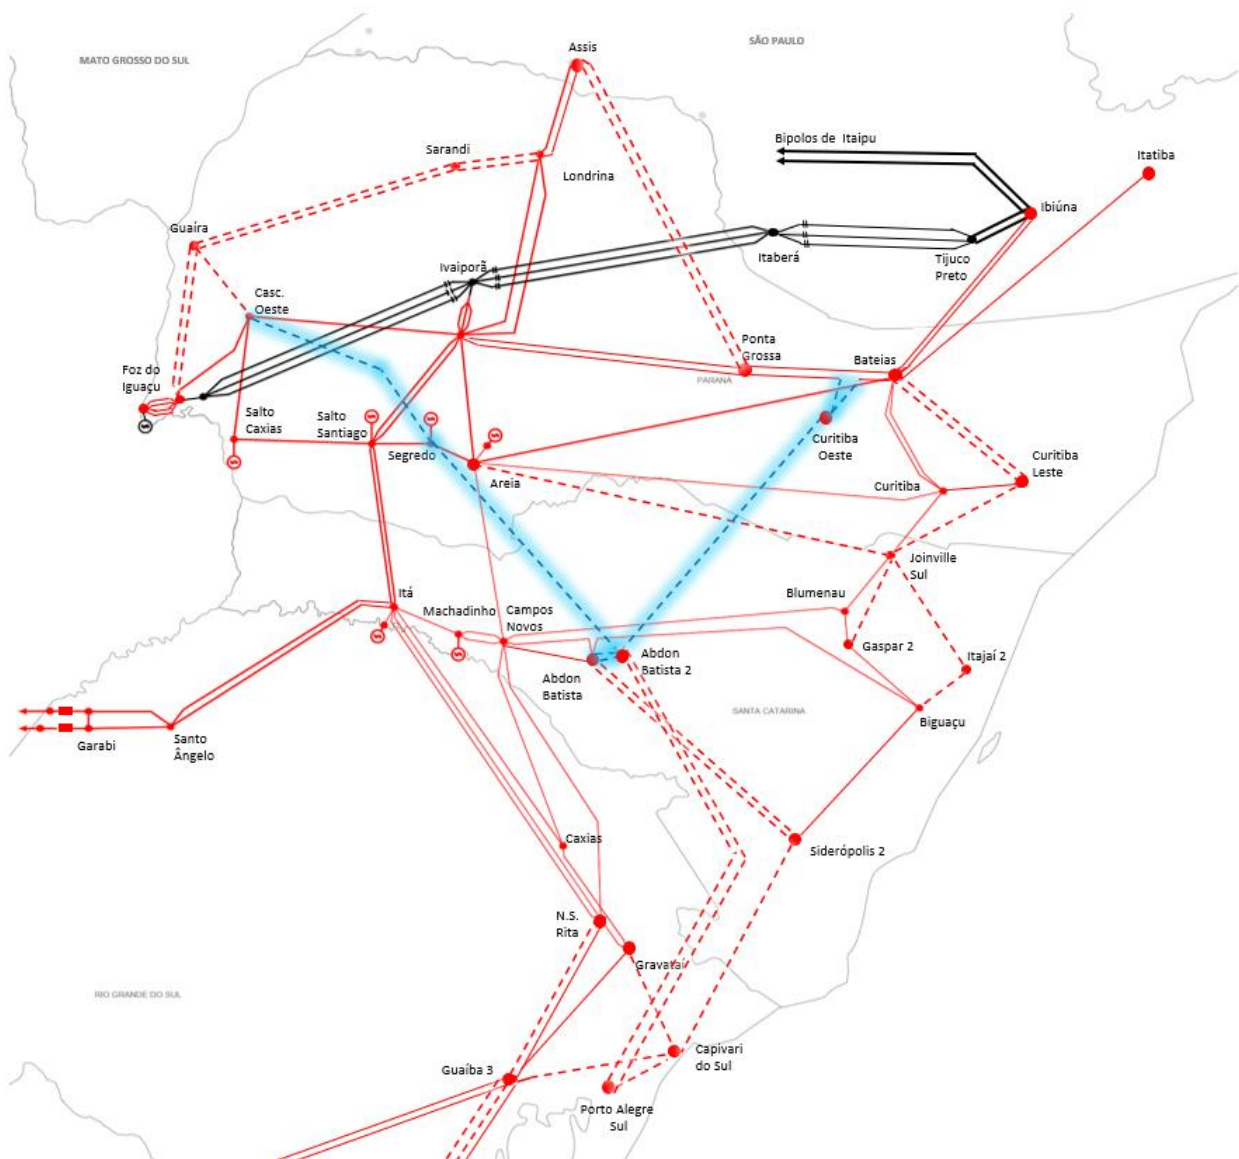 SÃO PAULO
Assis
MATO GROSSO DO SUL
Bipolos de Itaipu
Sarandi
Itatiba
Londrina
Ibiúna
Guaíra
Ivaiporã
Itaberá
Tijuco
Preto
Casc.
Oeste
Ponta
Grossa
Bateias
Foz do
Iguaçu
PARANÁ
Salto
Caxias
Salto
Santiago
Segredo
Curitiba
Oeste
Areia
Curitiba
Curitiba
Leste
Joinville
Sul
Itá
Machadinho
Campos
Novos
Blumenau
Gaspar 2
Itajaí 2
Abdon
Batista
Abdon
Batista 2
SANTA CATARINA
Biguaçu
Garabi
Santo
Ângelo
Caxias
Siderópolis 2
N.S.
Rita
Gravataí
RIO GRANDE DO SUL
Capivari
do Sul
Guaíba 3
Porto Alegre
Sul